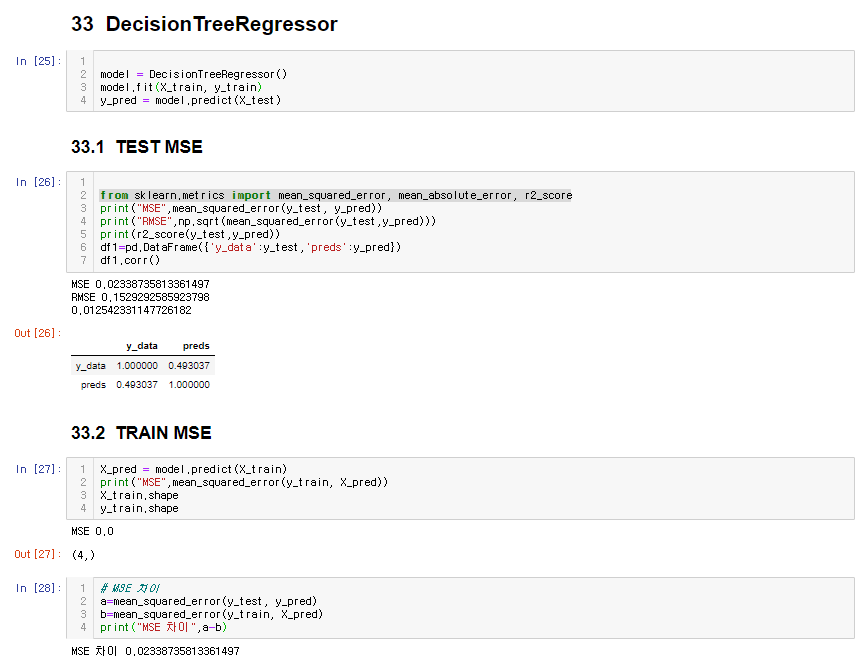 33 DecisionTreeRegressor
In [25]:
1
2 model = DecisionTreeRegressor()
3 model.fit(X_train, y_train)
4 y_pred = model.predict(X_test)
33.1 TEST MSE
In [26]:
1
2 from sklearn.metrics import mean_squared_error, mean_absolute_error, r2_score
3 print("MSE",mean_squared_error(y_test, y_pred))
4 print("RMSE",np.sqrt(mean_squared_error(y_test,y_pred)))
5 print(r2_score(y_test,y_pred))
6 df1=pd.DataFrame({'y_data':y_test,'preds':y_pred})
7 df1.corr()
MSE 0.02338735813361497
RMSE 0.1529292585923798
0.012542331147726182
Out[26]:
y_data preds
y_data 1.000000 0.493037
preds 0.493037 1.000000
33.2 TRAIN MSE
In [27]:
1 X_pred = model.predict(X_train)
2 print("MSE",mean_squared_error(y_train, X_pred))
3 X_train.shape
4 y_train.shape
MSE 0.0
Out[27]: (4,)
In [28]:
1 # MSE 차이
2 a=mean_squared_error(y_test, y_pred)
3 b=mean_squared_error(y_train, X_pred)
4 print("MSE 차이",a-b)
MSE 차이 0.02338735813361497